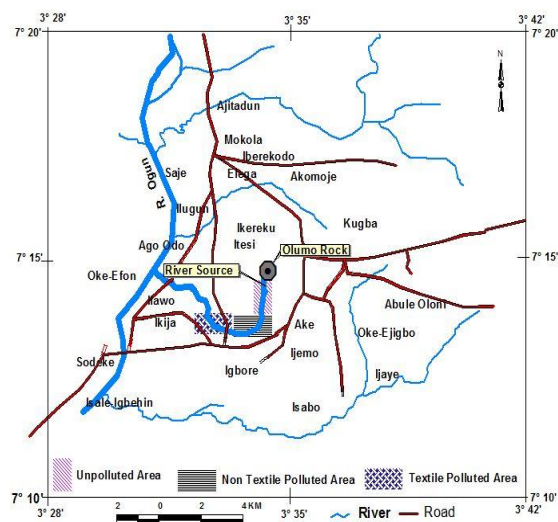 3° 28'
3° 35'
3° 42'
7° 20'
7° 20'
N
Ajitadun
Mokola
Iberekodo
Elega
Saje
Akomoje
R. Ogun
Ilugun
Ikereku
Kugba
Itesi
Ago Odo
Olumo Rock
7° 15'
7° 15'
River Source
Oke-Efon
Ilawo
Abule Olom
Ikija
Ake
Oke-Ejigbo
Ijemo
Sodeke
Igbore
Ijaye
Isale Igbehin
Isabo
Unpolluted Area
Non Textile Polluted Area
Textile Polluted Area
7° 10'
7° 10'
3° 28'
3° 35'
3° 42'
2 0 2 4 KM
River
Road